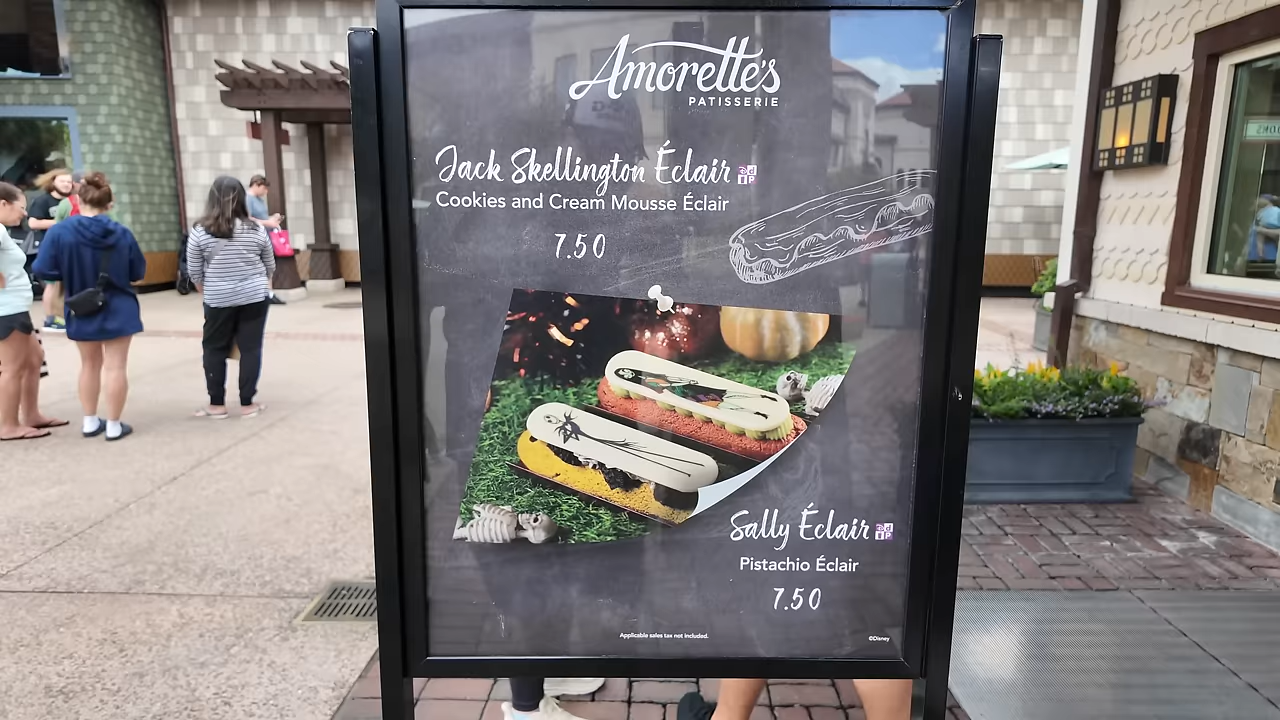 Amorette's
PATISSERIE
Jack Skellington Éclair
Cookies and Cream Mousse Éclair
7.50
Sally Éclair
Pistachio Éclair
7.50
Applicable sales tax not included.
©Disney